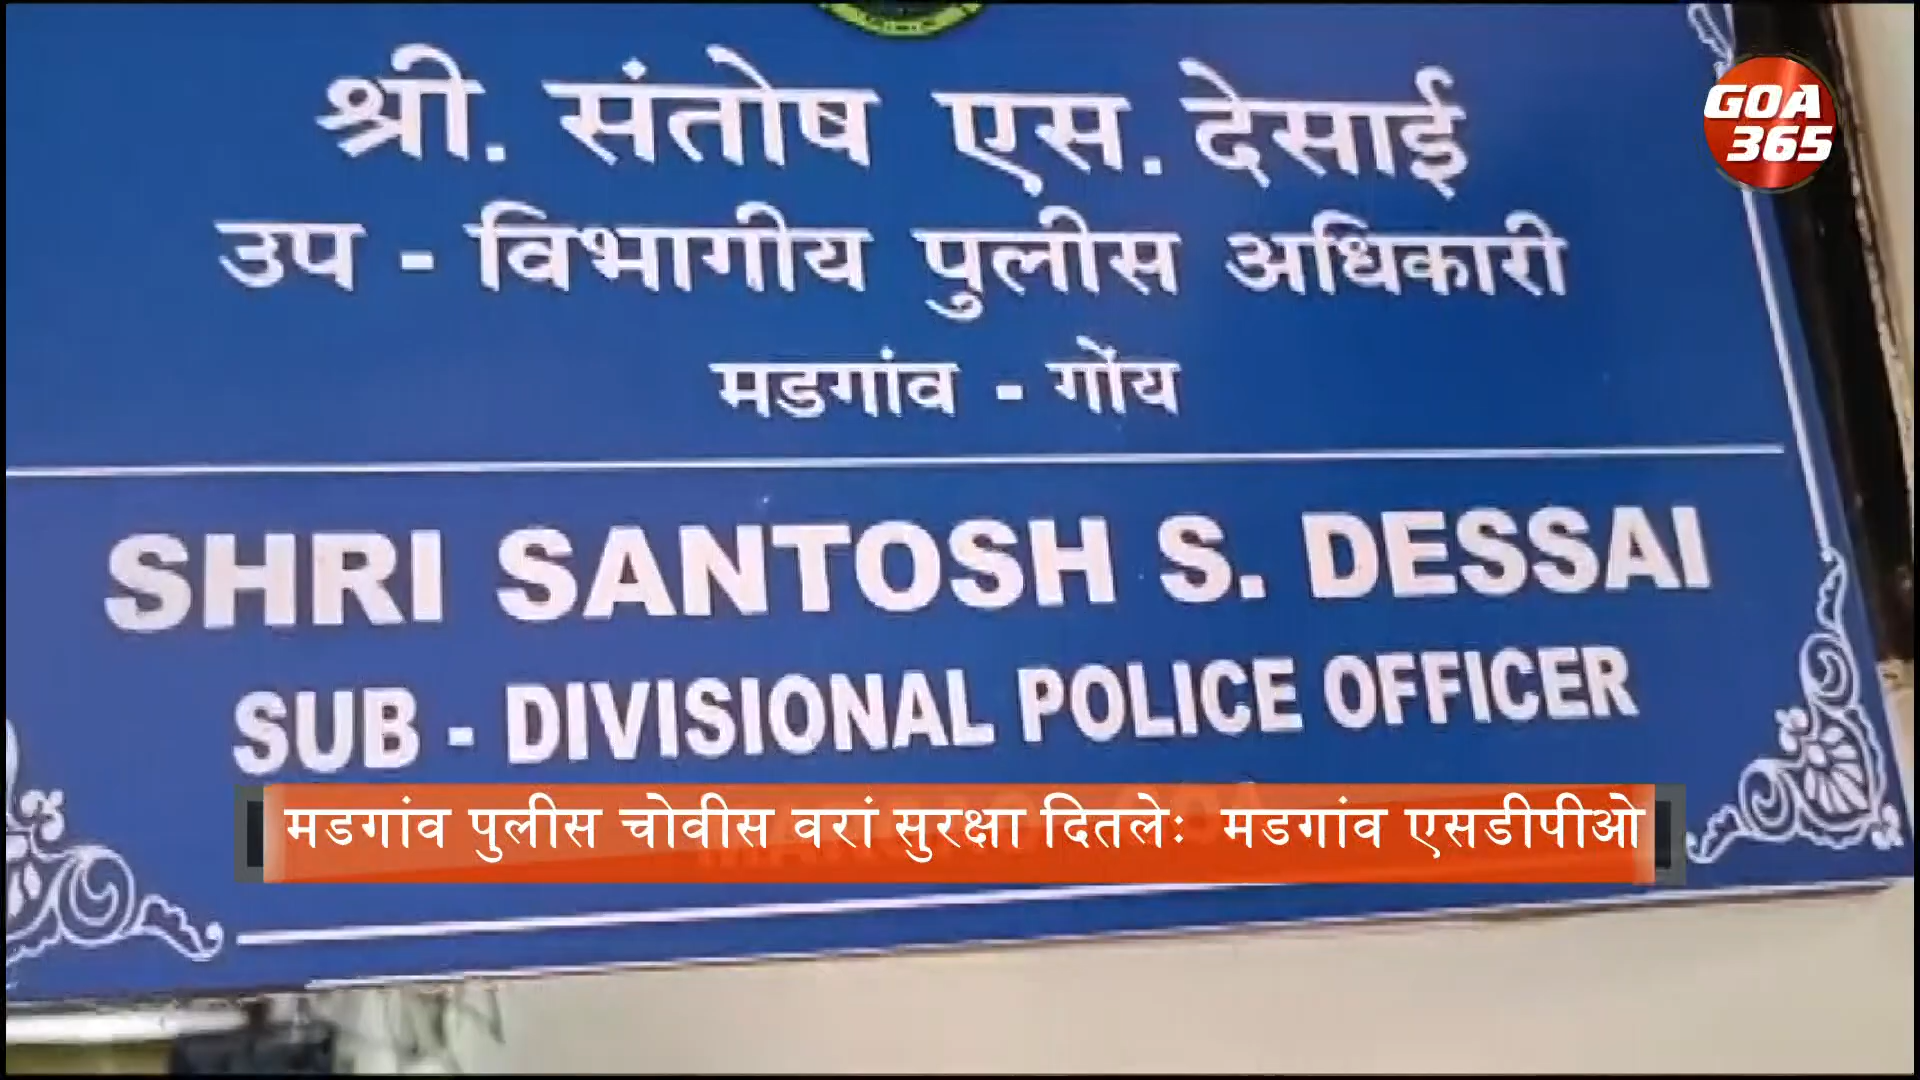 श्री. संतोष एस. देसाई
उप - विभागीय पुलीस अधिकारी
मडगांव - गोंय
SHRI SANTOSH S. DESSAI
SUB - DIVISIONAL POLICE OFFICER
मडगांव पुलीस चोवीस वरां सुरक्षा दितलेः मडगांव एसडीपीओ
GOA
365